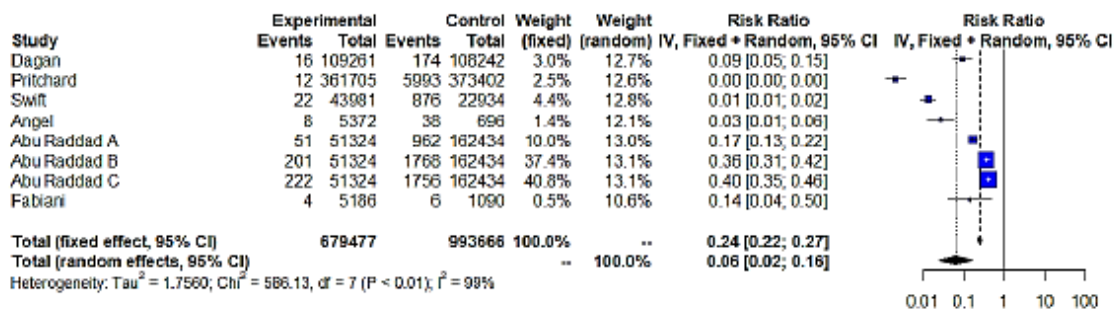 Experimental Control Weight Weight Risk Ratio Risk Ratio
Study Events Total Events Total (fixed) (random) IV, Fixed + Random, 95% CI IV, Fixed + Random, 95% CI
Dagan 16 109261 174 108242 3.0% 12.7% 0.09 [0.05; 0.15]
Pritchard 12 361705 5993 373402 2.5% 12.6% 0.00 [0.00; 0.00]
Swift 22 43981 876 22934 4.4% 12.8% 0.01 [0.01; 0.02]
Angel 8 5372 38 696 1.4% 12.1% 0.03 [0.01; 0.06]
Abu Raddad A 51 51324 962 162434 10.0% 13.0% 0.17 [0.13; 0.22]
Abu Raddad B 201 51324 1768 162434 37.4% 13.1% 0.36 [0.31; 0.42]
Abu Raddad C 222 51324 1756 162434 40.8% 13.1% 0.40 [0.35; 0.46]
Fabiani 4 5186 6 1090 0.5% 10.6% 0.14 [0.04; 0.50]
Total (fixed effect, 95% CI) 679477 993666 100.0% -- 0.24 [0.22; 0.27]
Total (random effects, 95% CI) -- 100.0% 0.06 [0.02; 0.16]
Heterogeneity: Tau² = 1.7560; Chi² = 586.13, df = 7 (P < 0.01); I² = 99%
0.01 0.1 1 10 100